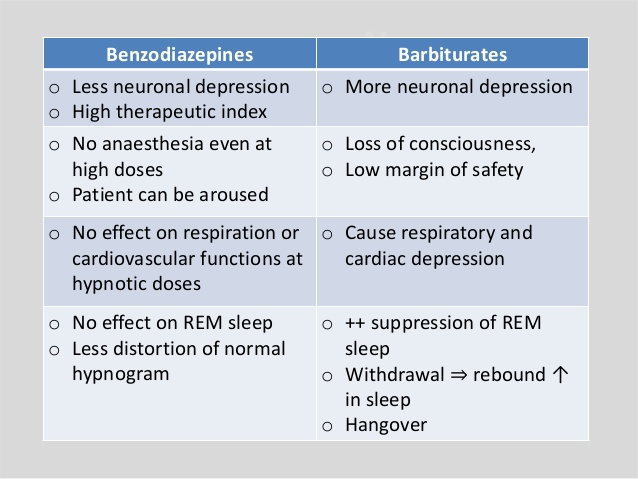 Benzodiazepines
Barbiturates
o Less neuronal depression
o High therapeutic index
o More neuronal depression
o No anaesthesia even at
high doses
o Patient can be aroused
o Loss of consciousness,
o Low margin of safety
o No effect on respiration or
cardiovascular functions at
hypnotic doses
o Cause respiratory and
cardiac depression
o No effect on REM sleep
o Less distortion of normal
hypnogram
o ++ suppression of REM
sleep
o Withdrawal ⇒ rebound ↑
in sleep
o Hangover